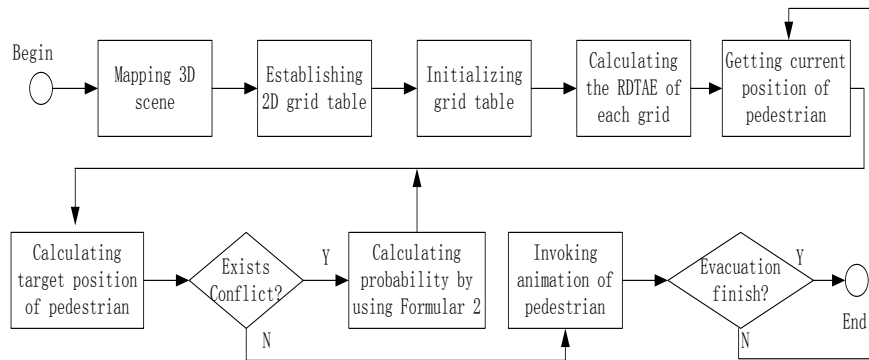 Begin
Mapping 3D
scene
Establishing
2D grid table
Initializing
grid table
Calculating
the RDTAE of
each grid
Getting current
position of
pedestrian
Calculating
target position
of pedestrian
Exists
Conflict?
Y
N
Calculating
probability by
using Formular 2
Invoking
animation of
pedestrian
Evacuation
finish?
Y
N
End